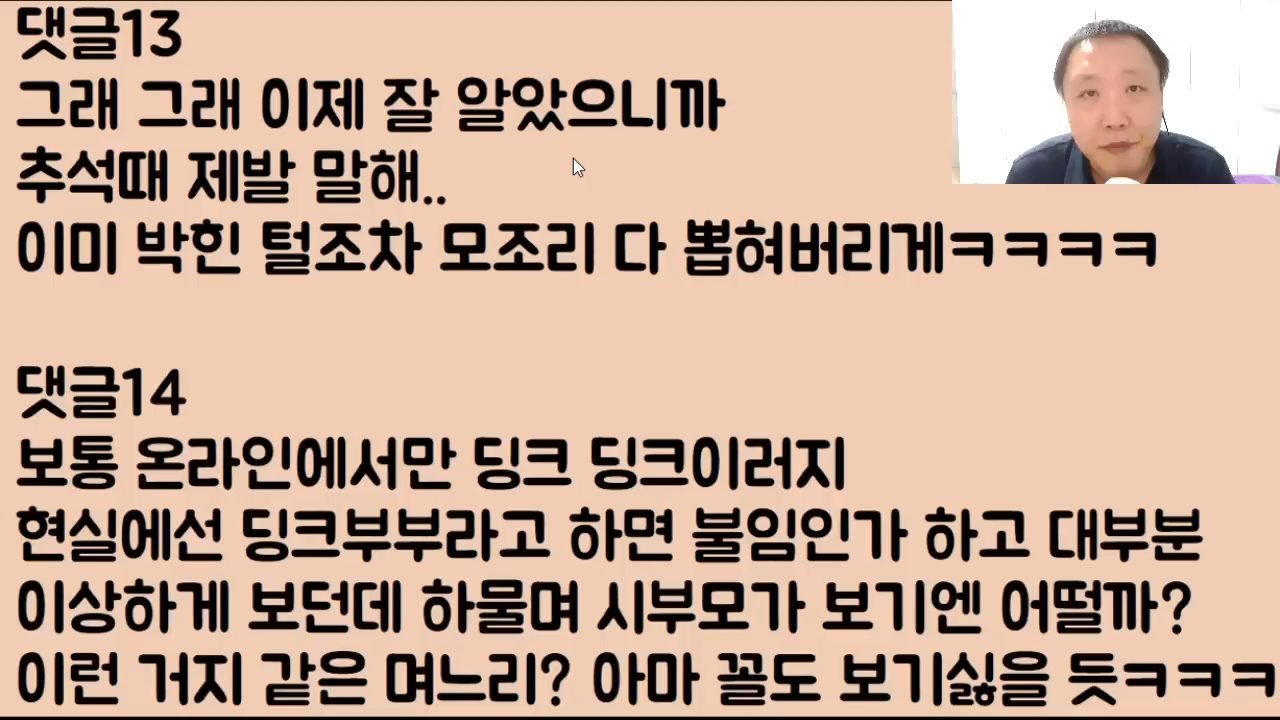 댓글13
그래 그래 이제 잘 알았으니까
추석때 제발 말해..
이미 박힌 털조차 모조리 다 뽑혀버리게ㅋㅋㅋㅋ
댓글14
보통 온라인에서만 딩크 딩크이러지
현실에선 딩크부부라고 하면 불임인가 하고 대부분
이상하게 보던데 하물며 시부모가 보기엔 어떨까?
이런 거지 같은 며느리? 아마 꼴도 보기싫을 듯ㅋㅋㅋ